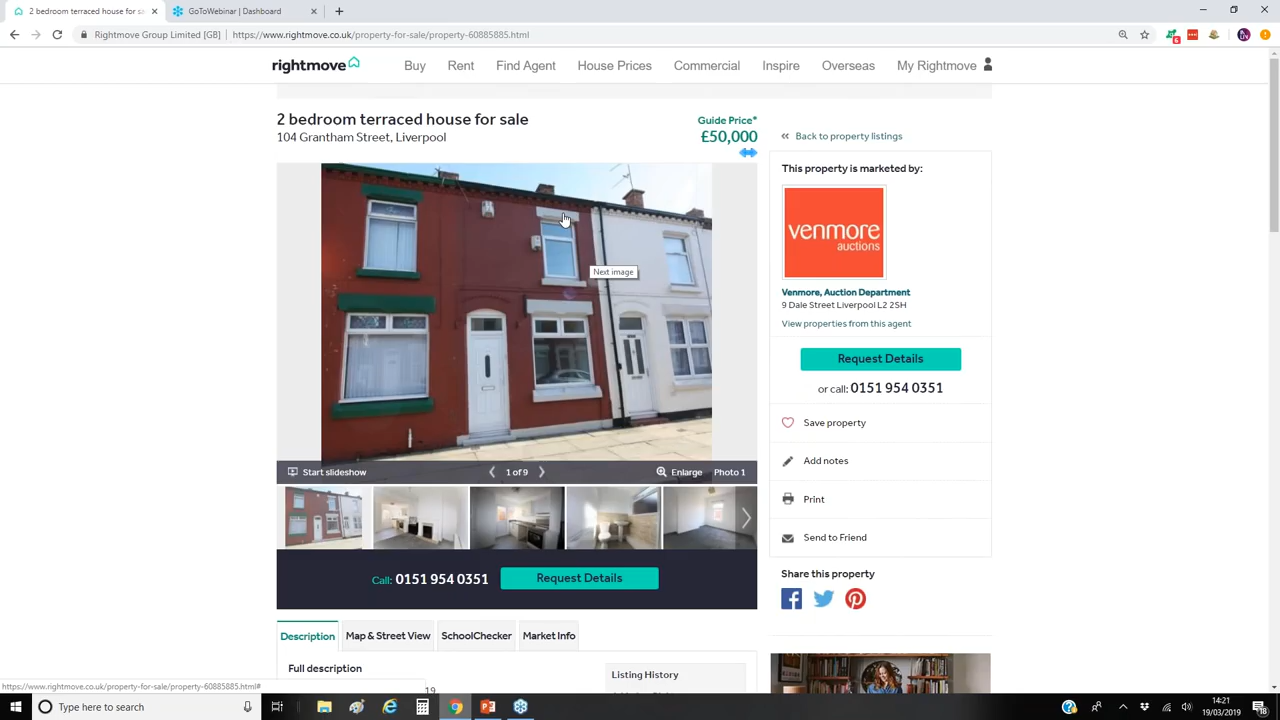 2 bedroom terraced house for sa
GoToWebinar | Dashboard
Rightmove Group Limited [GB]
https://www.rightmove.co.uk/property-for-sale/property-60885885.html
6
rightmove
Buy
Rent
Find Agent
House Prices
Commercial
Inspire
Overseas
My Rightmove
2 bedroom terraced house for sale
104 Grantham Street, Liverpool
Guide Price*
£50,000
Back to property listings
This property is marketed by:
venmore
auctions
Next image
Venmore, Auction Department
9 Dale Street Liverpool L2 2SH
View properties from this agent
Request Details
or call: 0151 954 0351
Save property
Add notes
Print
Send to Friend
Share this property
Start slideshow
1 of 9
Enlarge
Photo 1
Call: 0151 954 0351
Request Details
Description
Map & Street View
SchoolChecker
Market Info
Full description
Listing History
19
https://www.rightmove.co.uk/property-for-sale/property-60885885.html#
Type here to search
14:21
19/03/2019
18